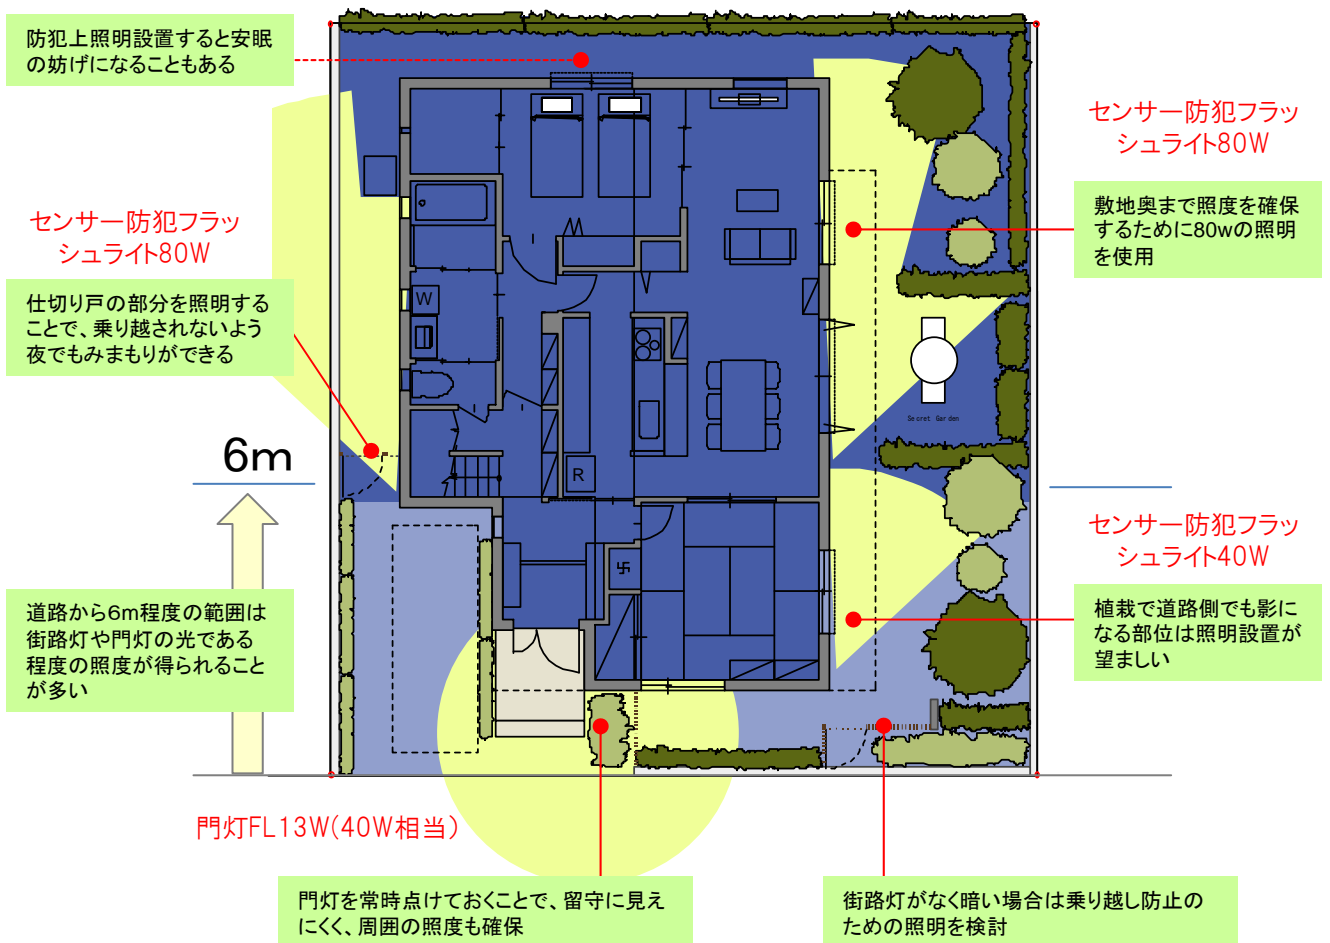 防犯上照明設置すると安眠
の妨げになることもある
センサー防犯フラッ
シュライト80W
敷地奥まで照度を確保
するために80wの照明
を使用
センサー防犯フラッ
シュライト80W
仕切り戸の部分を照明する
ことで、乗り越されないよう
夜でもみまもりができる
W
Secret Garden
6m
R
卐
センサー防犯フラッ
シュライト40W
道路から6m程度の範囲は
街路灯や門灯の光である
程度の照度が得られること
が多い
植栽で道路側でも影に
なる部位は照明設置が
望ましい
門灯FL13W(40W相当)
門灯を常時点けておくことで、留守に見え
にくく、周囲の照度も確保
街路灯がなく暗い場合は乗り越し防止の
ための照明を検討